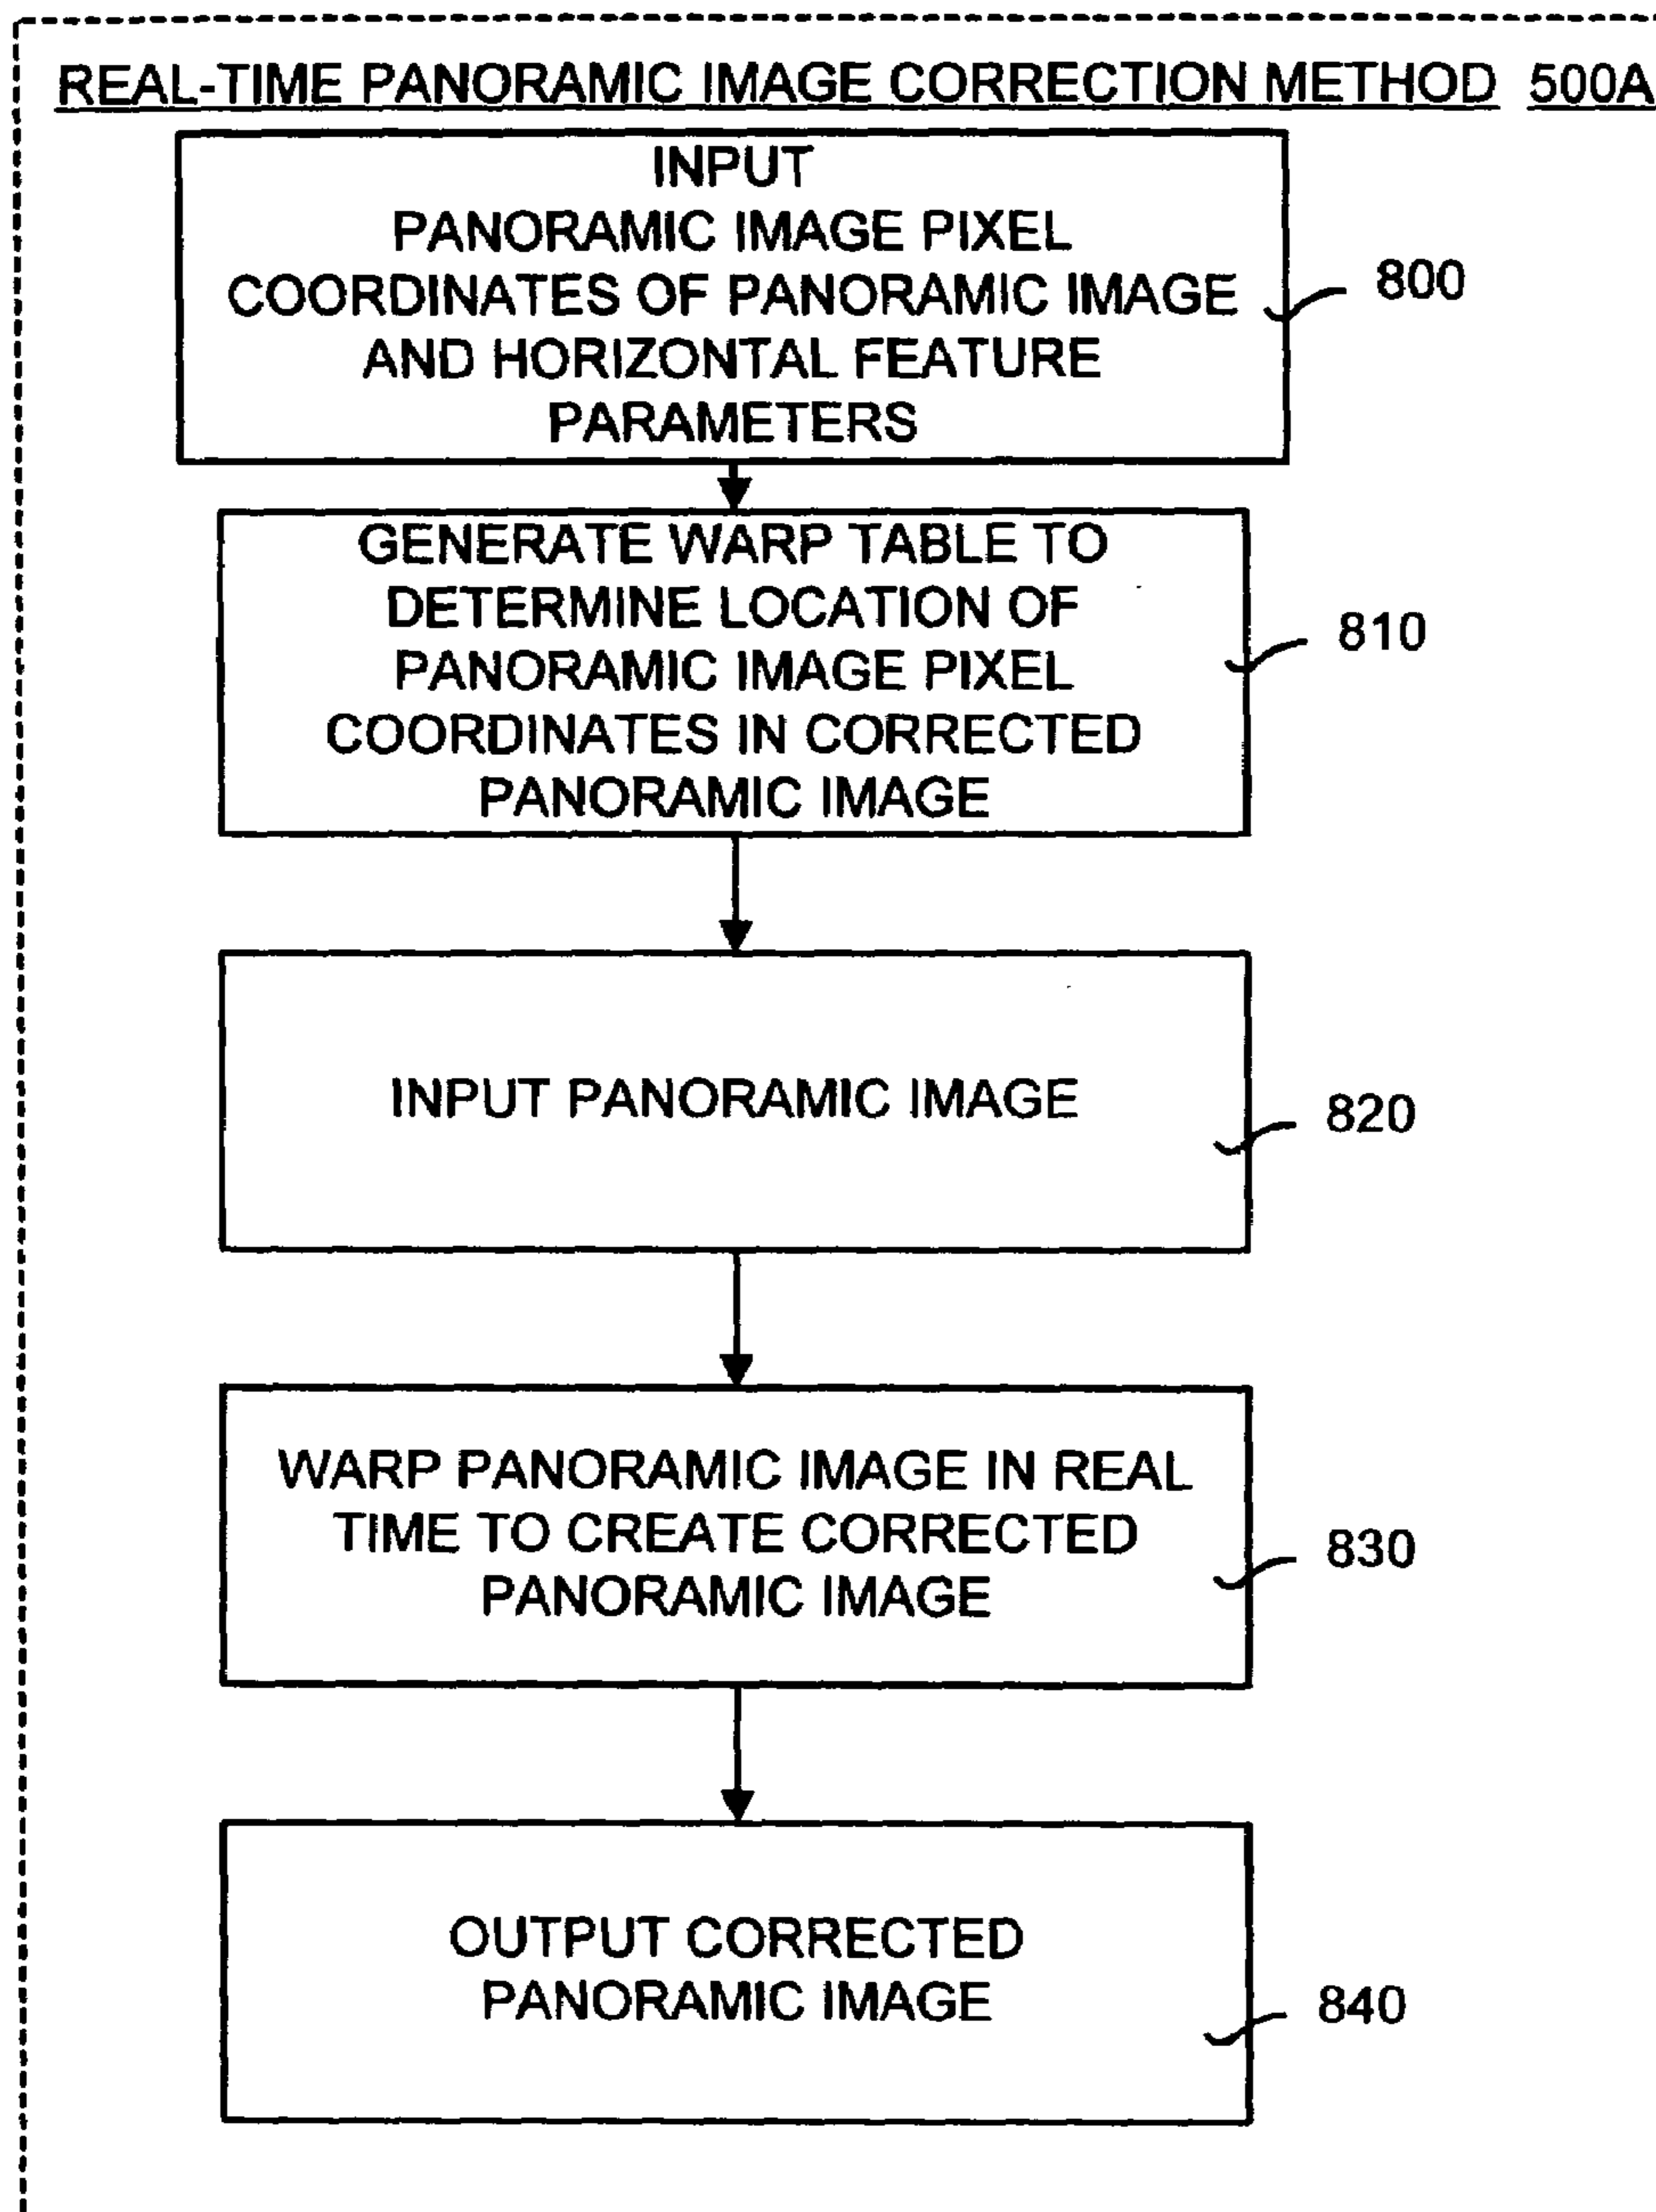 REAL-TIME PANORAMIC IMAGE CORRECTION METHOD 500A
INPUT
PANORAMIC IMAGE PIXEL
COORDINATES OF PANORAMIC IMAGE
AND HORIZONTAL FEATURE
PARAMETERS
800
GENERATE WARP TABLE TO
DETERMINE LOCATION OF
PANORAMIC IMAGE PIXEL
COORDINATES IN CORRECTED
PANORAMIC IMAGE
810
INPUT PANORAMIC IMAGE
820
WARP PANORAMIC IMAGE IN REAL
TIME TO CREATE CORRECTED
PANORAMIC IMAGE
830
OUTPUT CORRECTED
PANORAMIC IMAGE
840